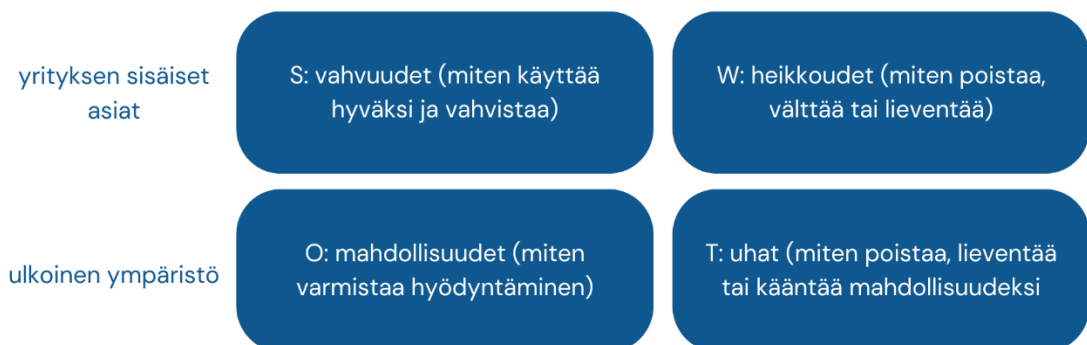 yrityksen sisäiset
asiat
S: vahvuudet (miten käyttää
hyväksi ja vahvistaa)
W: heikkoudet (miten poistaa,
välttää tai lieventää)
ulkoinen ympäristö
O: mahdollisuudet (miten
varmistaa hyödyntäminen)
T: uhat (miten poistaa, lieventää
tai kääntää mahdollisuudeksi